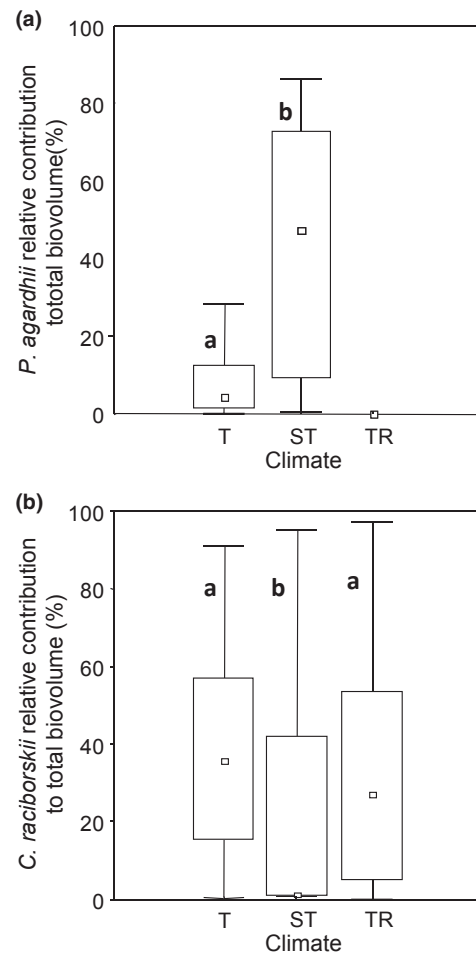 (a)
P. agardhii relative contribution
tototal biovolume(%)
100
80
60
40
20
0
b
a
T ST TR
Climate
(b)
C. raciborskii relative contribution
to total biovolume (%)
100
80
60
40
20
0
a b a
T ST TR
Climate